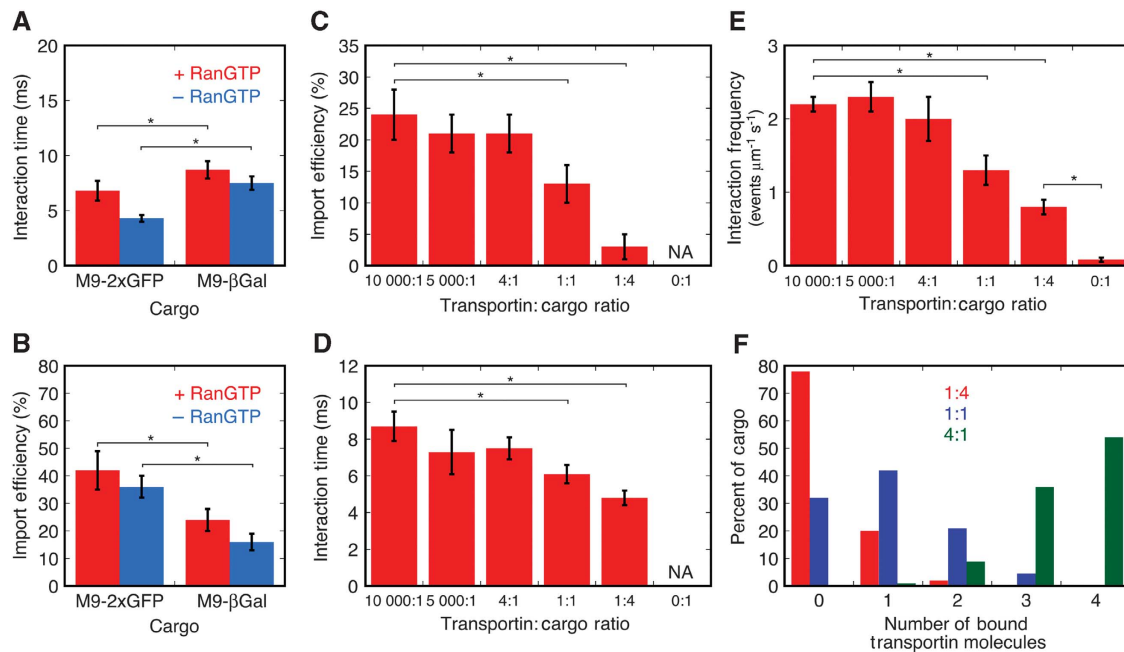 A
20
15
10
5
0
Interaction time (ms)
+ RanGTP
– RanGTP
*
*
M9-2xGFP M9-βGal
Cargo
B
80
70
60
50
40
30
20
10
0
Import efficiency (%)
+ RanGTP
– RanGTP
*
*
M9-2xGFP M9-βGal
Cargo
C
35
30
25
20
15
10
5
0
Import efficiency (%)
*
*
NA
10 000:1 5 000:1 4:1 1:1 1:4 0:1
Transportin:cargo ratio
D
12
10
8
6
4
2
0
Interaction time (ms)
*
*
NA
10 000:1 5 000:1 4:1 1:1 1:4 0:1
Transportin:cargo ratio
E
3
2
1
0
Interaction frequency
(events μm⁻¹ s⁻¹)
*
*
*
10 000:1 5 000:1 4:1 1:1 1:4 0:1
Transportin:cargo ratio
F
80
70
60
50
40
30
20
10
0
Percent of cargo
1:4
1:1
4:1
0 1 2 3 4
Number of bound
transportin molecules